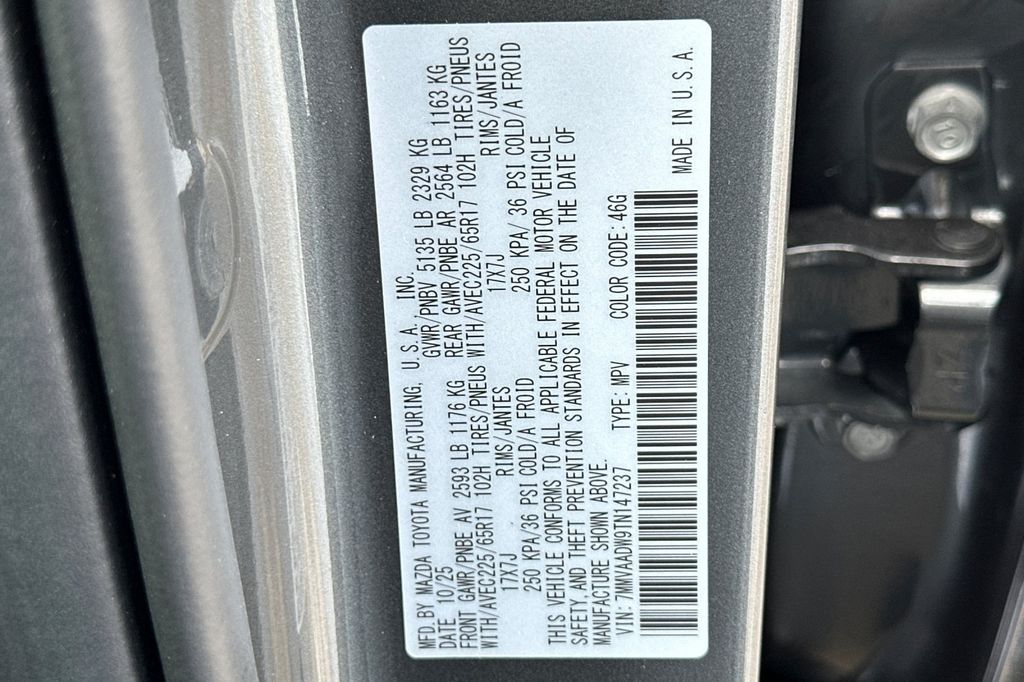 MFD. BY MAZDA TOYOTA MANUFACTURING, U.S.A., INC.
DATE 10/25 GVWR/PNBV 5135 LB 2329 KG
FRONT GAWR/PNBE AV 2593 LB 1176 KG REAR GAWR/PNBE AR 2564 LB 1163 KG
WITH/AVEC225/65R17 102H TIRES/PNEUS WITH/AVEC225/65R17 102H TIRES/PNEUS
17X7J RIMS/JANTES 17X7J RIMS/JANTES
250 KPA/36 PSI COLD/A FROID 250 KPA/36 PSI COLD/A FROID
THIS VEHICLE CONFORMS TO ALL APPLICABLE FEDERAL MOTOR VEHICLE
SAFETY AND THEFT PREVENTION STANDARDS IN EFFECT ON THE DATE OF
MANUFACTURE SHOWN ABOVE.
VIN: 7MMVAADW9TN147237 TYPE: MPV COLOR CODE: 46G
MADE IN U.S.A.